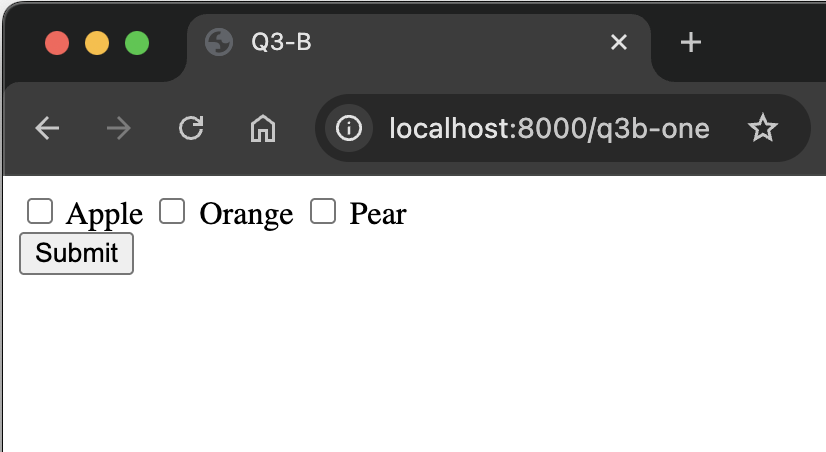 Q3-B
localhost:8000/q3b-one
Apple Orange Pear
Submit